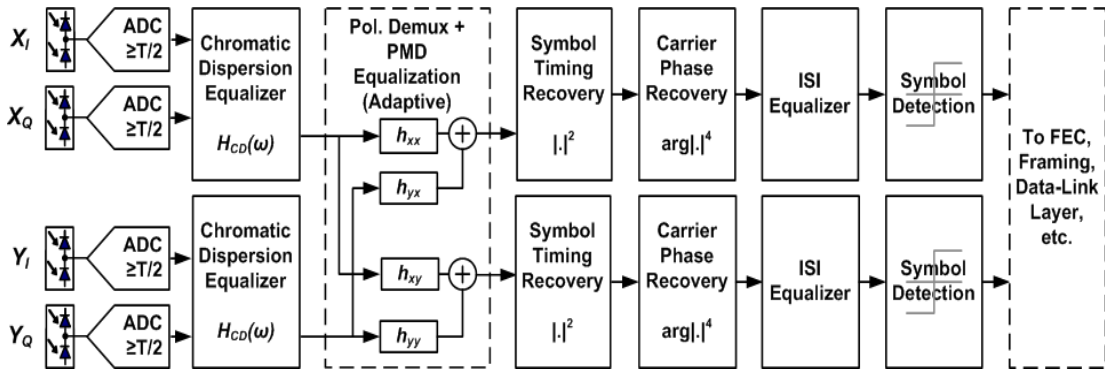 X_I
ADC
≥T/2
X_Q
ADC
≥T/2
Chromatic
Dispersion
Equalizer
H_CD(ω)
Pol. Demux +
PMD
Equalization
(Adaptive)
h_xx
+
h_yx
Symbol
Timing
Recovery
|.|²
Carrier
Phase
Recovery
arg|.|⁴
ISI
Equalizer
Symbol
Detection
Y_I
ADC
≥T/2
Y_Q
ADC
≥T/2
Chromatic
Dispersion
Equalizer
H_CD(ω)
h_xy
+
h_yy
Symbol
Timing
Recovery
|.|²
Carrier
Phase
Recovery
arg|.|⁴
ISI
Equalizer
Symbol
Detection
To FEC,
Framing,
Data-Link
Layer,
etc.